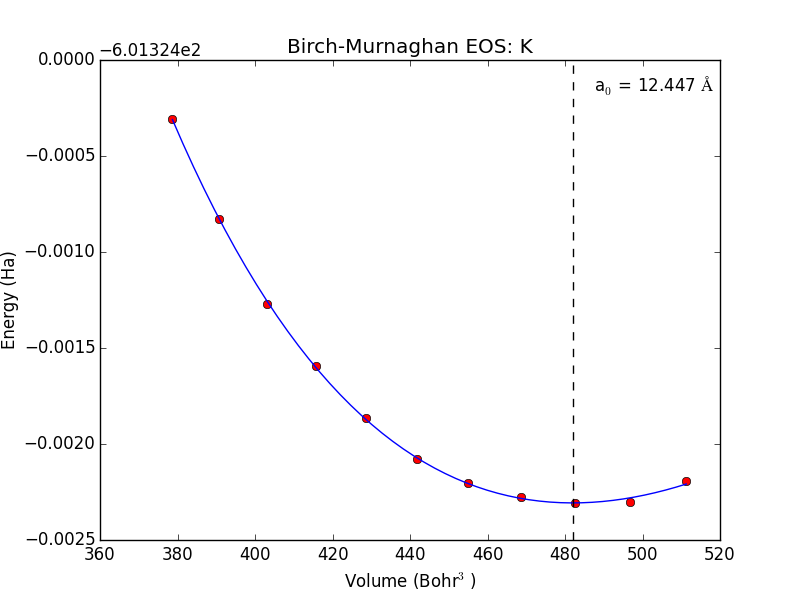 Birch-Murnaghan EOS: K
−6.01324e2
a₀ = 12.447 Å
0.0000
−0.0005
−0.0010
−0.0015
−0.0020
−0.0025
Energy (Ha)
360 380 400 420 440 460 480 500 520
Volume (Bohr³ )